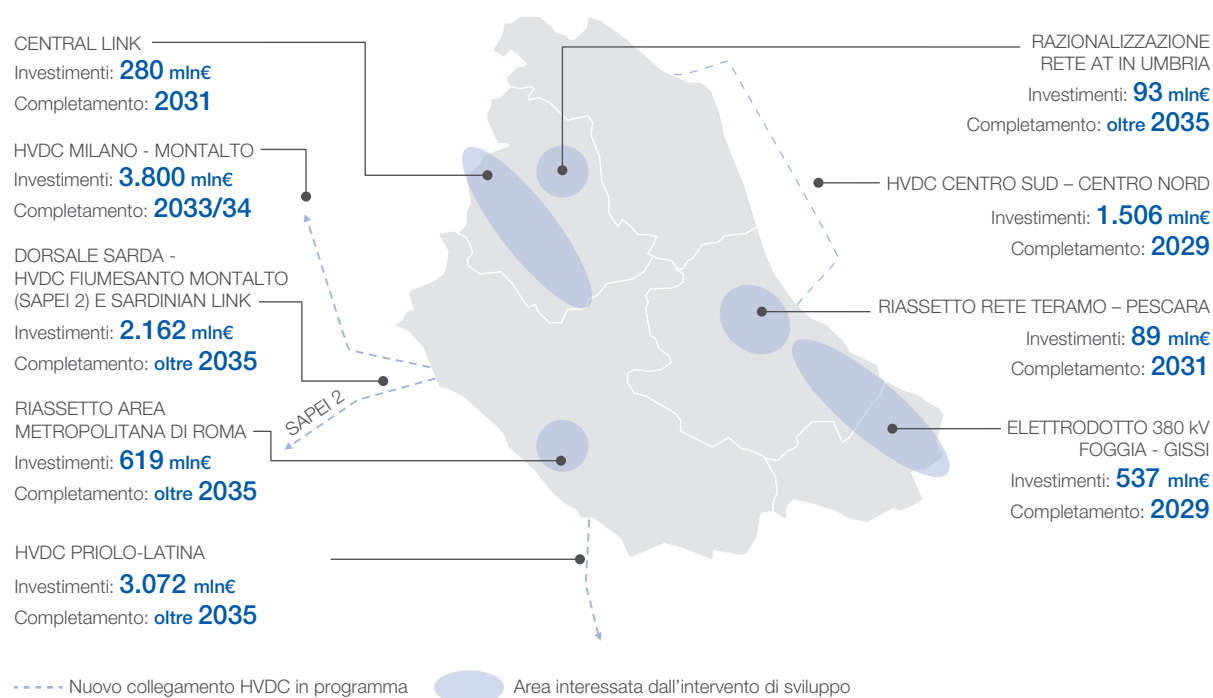 CENTRAL LINK
Investimenti: 280 mln€
Completamento: 2031
HVDC MILANO - MONTALTO
Investimenti: 3.800 mln€
Completamento: 2033/34
DORSALE SARDA -
HVDC FIUMESANTO MONTALTO
(SAPEI 2) E SARDINIAN LINK
Investimenti: 2.162 mln€
Completamento: oltre 2035
SAPEI 2
RIASSETTO AREA
METROPOLITANA DI ROMA
Investimenti: 619 mln€
Completamento: oltre 2035
HVDC PRIOLO-LATINA
Investimenti: 3.072 mln€
Completamento: oltre 2035
RAZIONALIZZAZIONE
RETE AT IN UMBRIA
Investimenti: 93 mln€
Completamento: oltre 2035
HVDC CENTRO SUD – CENTRO NORD
Investimenti: 1.506 mln€
Completamento: 2029
RIASSETTO RETE TERAMO – PESCARA
Investimenti: 89 mln€
Completamento: 2031
ELETTRODOTTO 380 kV
FOGGIA - GISSI
Investimenti: 537 mln€
Completamento: 2029
Nuovo collegamento HVDC in programma
Area interessata dall'intervento di sviluppo